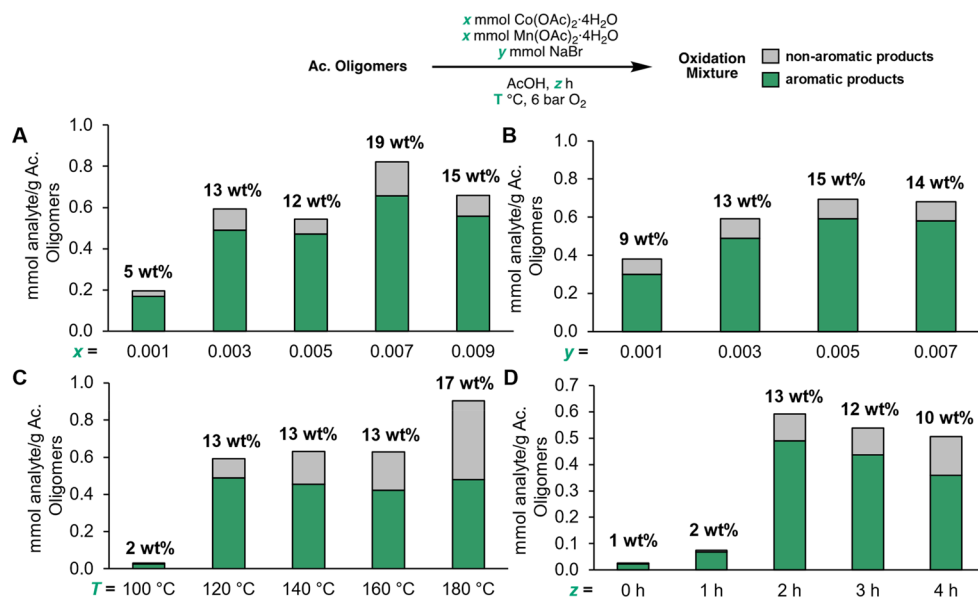 x mmol Co(OAc)₂·4H₂O
x mmol Mn(OAc)₂·4H₂O
y mmol NaBr
Ac. Oligomers
AcOH, z h
T °C, 6 bar O₂
Oxidation
Mixture
non-aromatic products
aromatic products
A
mmol analyte/g Ac.
Oligomers
1.0
0.8
0.6
0.4
0.2
0.0
5 wt%
13 wt%
12 wt%
19 wt%
15 wt%
x = 0.001 0.003 0.005 0.007 0.009
B
mmol analyte/g Ac.
Oligomers
1.0
0.8
0.6
0.4
0.2
0.0
9 wt%
13 wt%
15 wt%
14 wt%
y = 0.001 0.003 0.005 0.007
C
mmol analyte/g Ac.
Oligomers
1.0
0.8
0.6
0.4
0.2
0.0
2 wt%
13 wt%
13 wt%
13 wt%
17 wt%
T = 100 °C 120 °C 140 °C 160 °C 180 °C
D
mmol analyte/g Ac.
Oligomers
0.7
0.6
0.5
0.4
0.3
0.2
0.1
0.0
1 wt%
2 wt%
13 wt%
12 wt%
10 wt%
z = 0 h 1 h 2 h 3 h 4 h